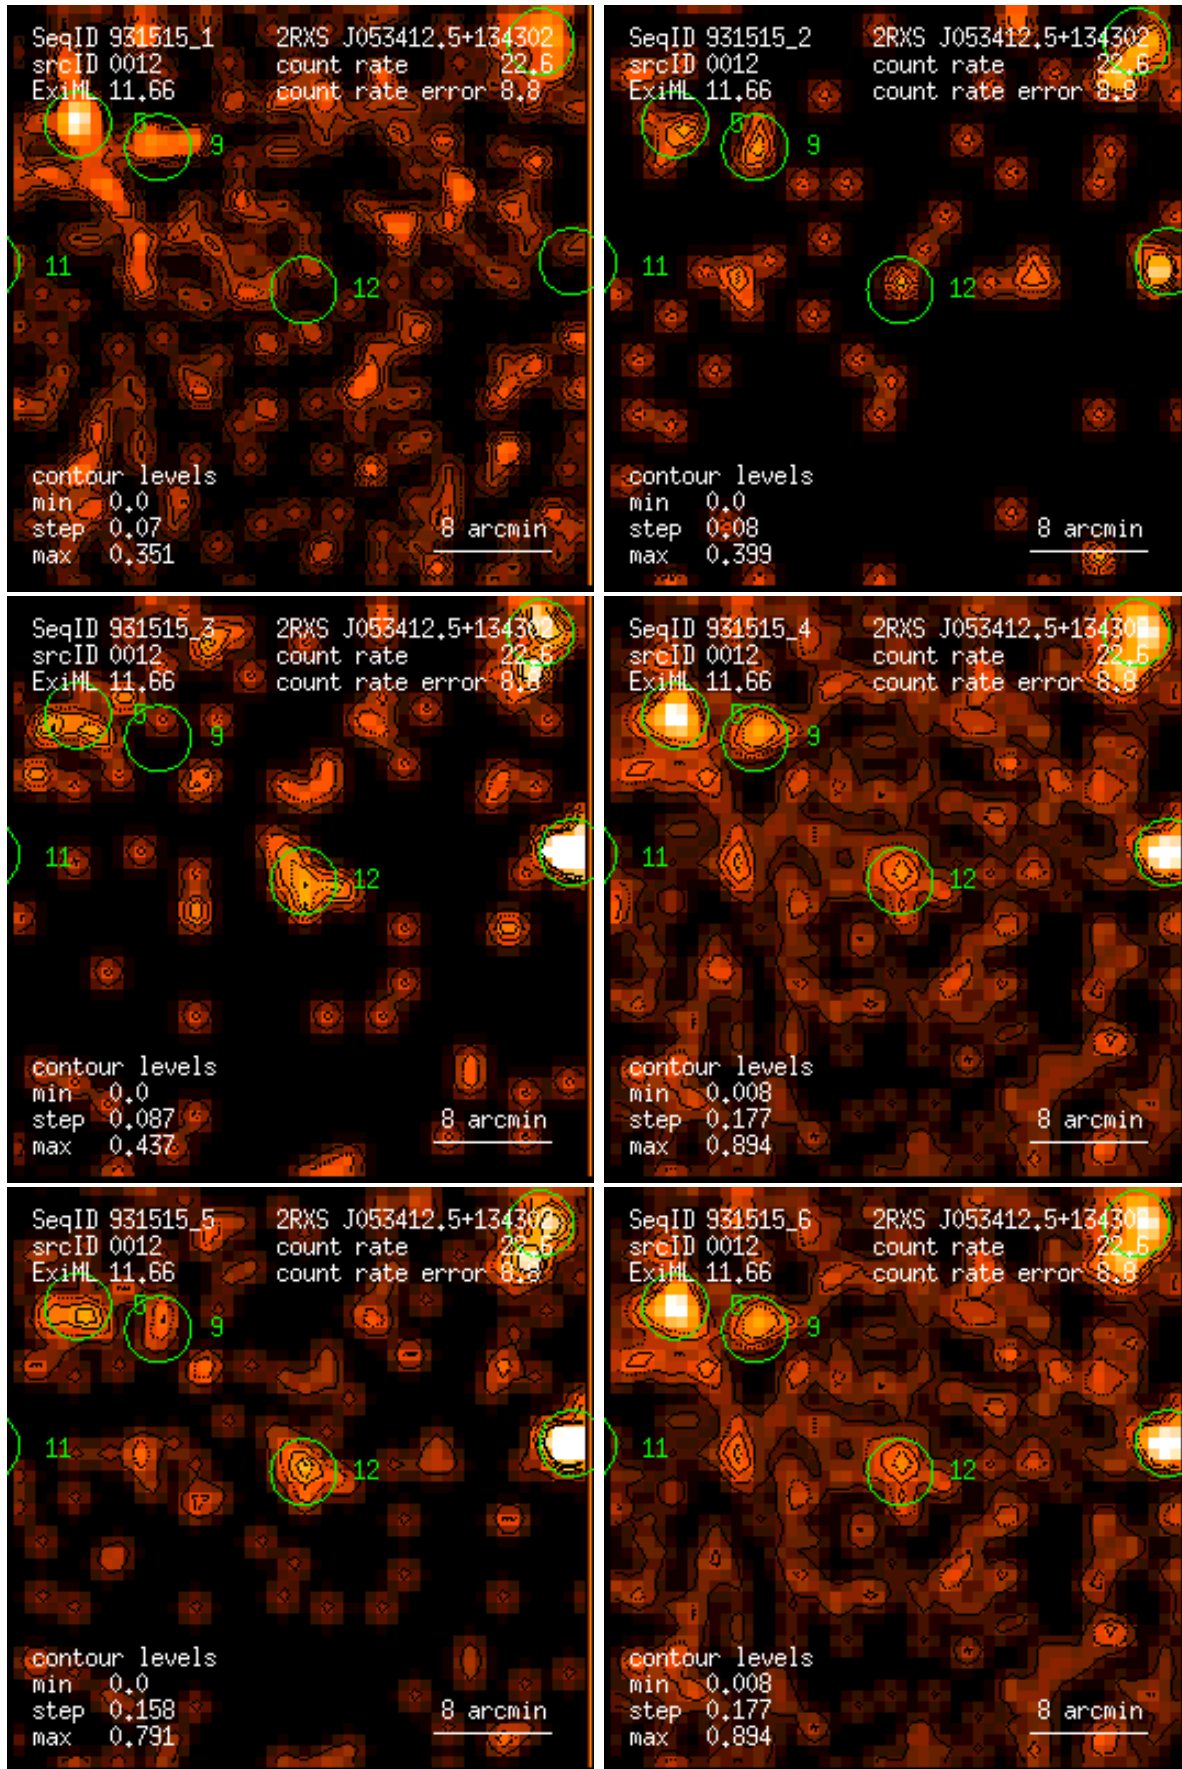 SeqID 931515_1 2RXS J053412.5+134302
srcID 0012 count rate 22.6
ExiML 11.66 count rate error 8.8
5
9
11
12
contour levels
min 0.0
step 0.07
max 0.351
8 arcmin
SeqID 931515_2 2RXS J053412.5+134302
srcID 0012 count rate 22.6
ExiML 11.66 count rate error 8.8
5
9
11
12
contour levels
min 0.0
step 0.08
max 0.399
8 arcmin
SeqID 931515_3 2RXS J053412.5+134302
srcID 0012 count rate 22.6
ExiML 11.66 count rate error 8.8
5
9
11
12
contour levels
min 0.0
step 0.087
max 0.437
8 arcmin
SeqID 931515_4 2RXS J053412.5+134302
srcID 0012 count rate 22.6
ExiML 11.66 count rate error 8.8
5
9
11
12
contour levels
min 0.008
step 0.177
max 0.894
8 arcmin
SeqID 931515_5 2RXS J053412.5+134302
srcID 0012 count rate 22.6
ExiML 11.66 count rate error 8.8
5
9
11
12
contour levels
min 0.0
step 0.158
max 0.791
8 arcmin
SeqID 931515_6 2RXS J053412.5+134302
srcID 0012 count rate 22.6
ExiML 11.66 count rate error 8.8
5
9
11
12
contour levels
min 0.008
step 0.177
max 0.894
8 arcmin